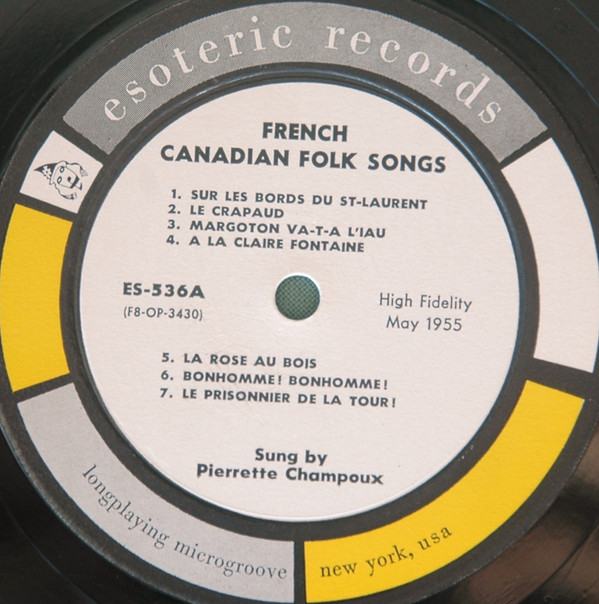 esoteric records
FRENCH
CANADIAN FOLK SONGS
1. SUR LES BORDS DU ST-LAURENT
2. LE CRAPAUD
3. MARGOTON VA-T-A L'IAU
4. A LA CLAIRE FONTAINE
ES-536A
(F8-OP-3430)
High Fidelity
May 1955
5. LA ROSE AU BOIS
6. BONHOMME! BONHOMME!
7. LE PRISONNIER DE LA TOUR!
Sung by
Pierrette Champoux
longplaying microgroove
new york, usa